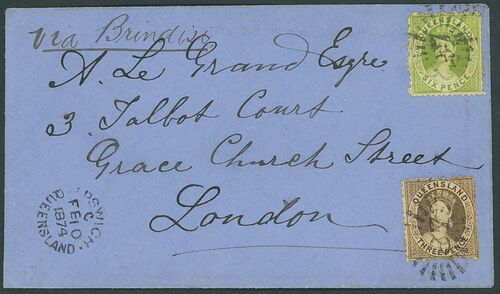 via Brindisi
QUEENSLAND
SIX PENCE
A. Le Grand Esqre
3, Talbot Court
Grace Church Street
London
IPSWICH
C
FE 10
1874
QUEENSLAND
QUEENSLAND
THREE PENCE